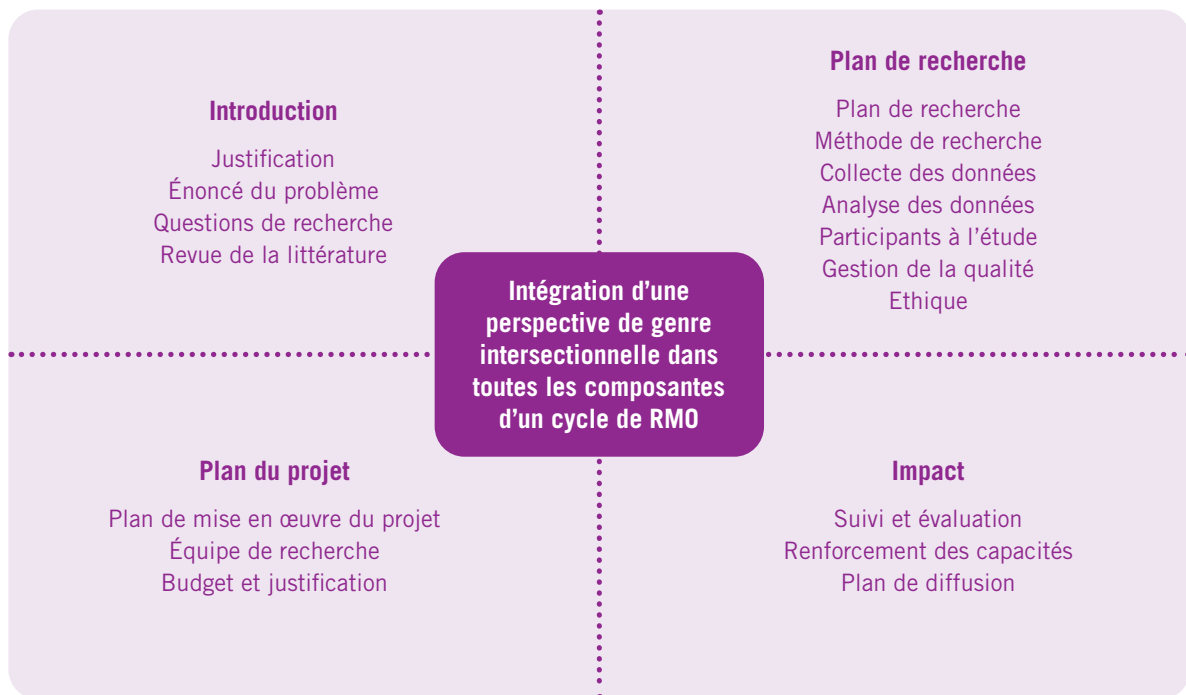 Introduction
Justification
Énoncé du problème
Questions de recherche
Revue de la littérature
Plan de recherche
Plan de recherche
Méthode de recherche
Collecte des données
Analyse des données
Participants à l’étude
Gestion de la qualité
Ethique
Intégration d’une
perspective de genre
intersectionnelle dans
toutes les composantes
d’un cycle de RMO
Plan du projet
Plan de mise en œuvre du projet
Équipe de recherche
Budget et justification
Impact
Suivi et évaluation
Renforcement des capacités
Plan de diffusion